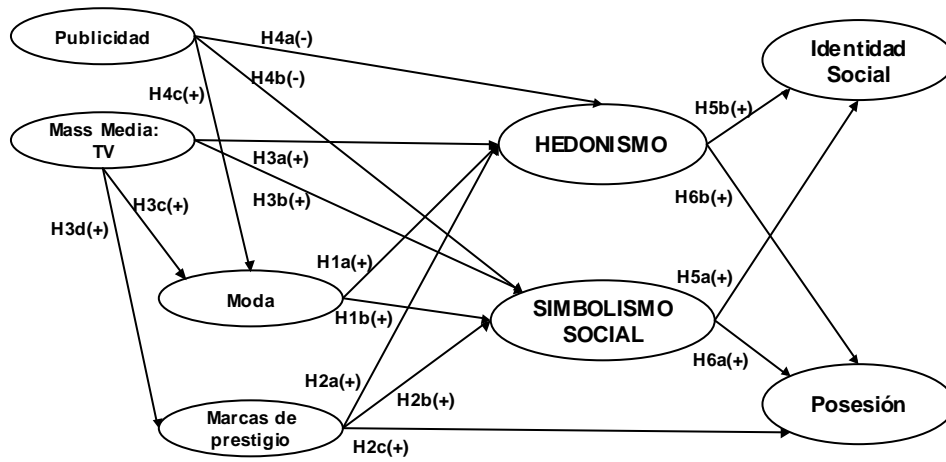 Publicidad
H4a(-)
Identidad
Social
H4b(-)
H4c(+)
H5b(+)
Mass Media:
TV
HEDONISMO
H3a(+)
H3b(+)
H6b(+)
H3c(+)
H3d(+)
H1a(+)
H5a(+)
Moda
SIMBOLISMO
SOCIAL
H1b(+)
H6a(+)
H2a(+)
H2b(+)
Posesión
Marcas de
prestigio
H2c(+)